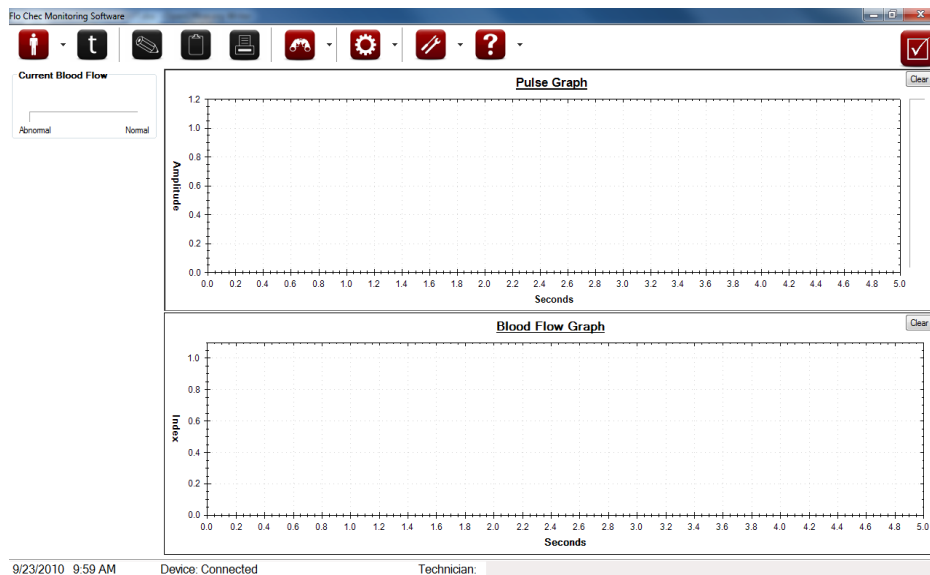 Flo Chec Monitoring Software
t
?
Current Blood Flow
Abnormal Normal
Pulse Graph
Clear
Amplitude
1.2
1.0
0.8
0.6
0.4
0.2
0.0
0.0 0.2 0.4 0.6 0.8 1.0 1.2 1.4 1.6 1.8 2.0 2.2 2.4 2.6 2.8 3.0 3.2 3.4 3.6 3.8 4.0 4.2 4.4 4.6 4.8 5.0
Seconds
Blood Flow Graph
Clear
Index
1.0
0.8
0.6
0.4
0.2
0.0
0.0 0.2 0.4 0.6 0.8 1.0 1.2 1.4 1.6 1.8 2.0 2.2 2.4 2.6 2.8 3.0 3.2 3.4 3.6 3.8 4.0 4.2 4.4 4.6 4.8 5.0
Seconds
9/23/2010 9:59 AM Device: Connected Technician: